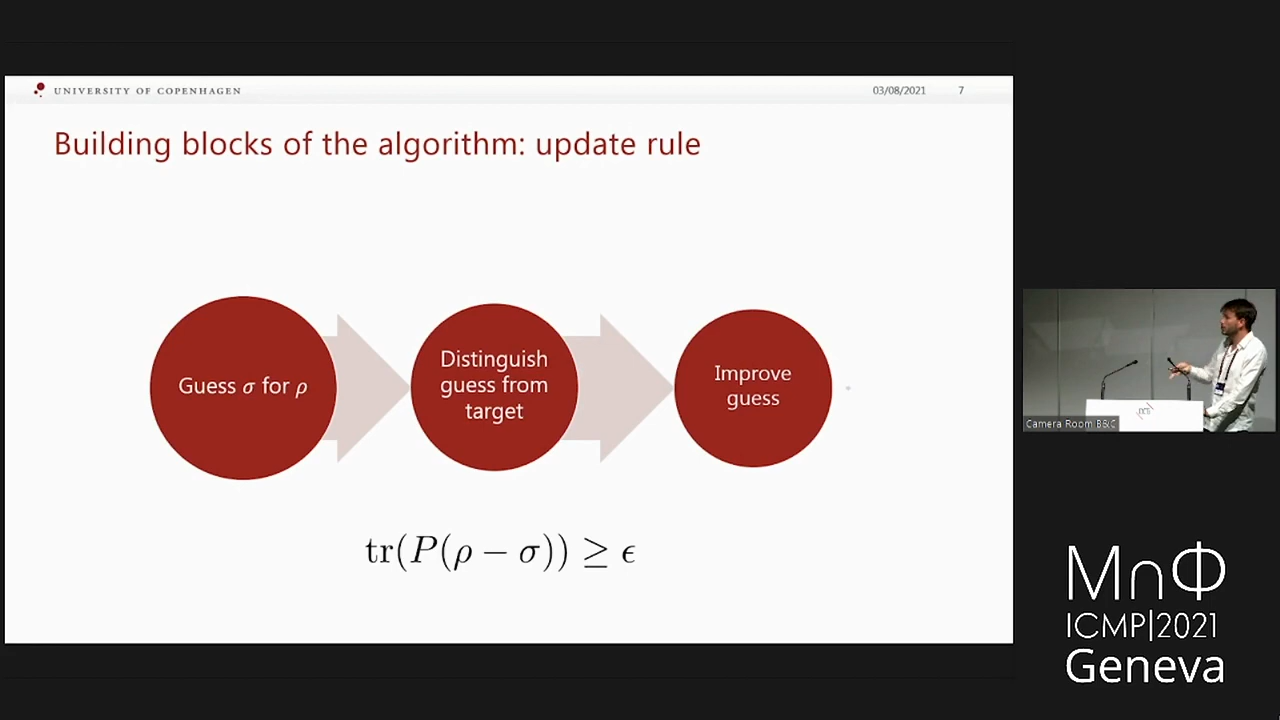 UNIVERSITY OF COPENHAGEN
03/08/2021 7
Building blocks of the algorithm: update rule
Guess σ for ρ
Distinguish
guess from
target
Improve
guess
tr(P(ρ − σ)) ≥ ϵ
Camera Room B&C
M∩Φ
ICMP|2021
Geneva